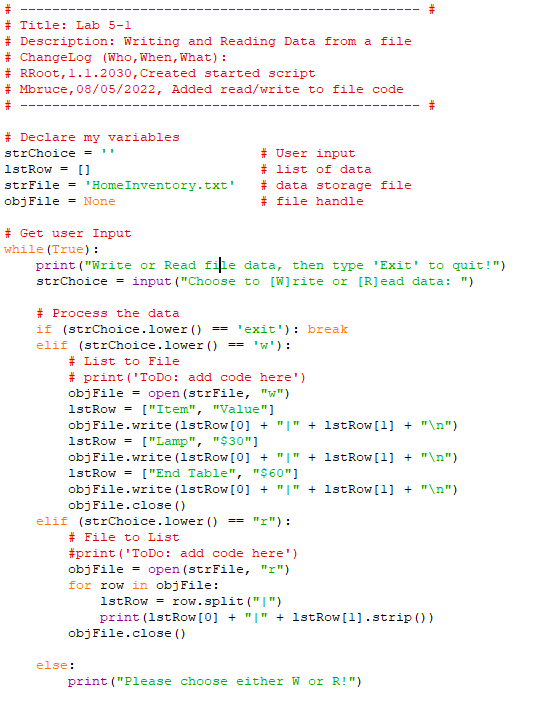 # -------------------------------------------------- #
# Title: Lab 5-1
# Description: Writing and Reading Data from a file
# ChangeLog (Who,When,What):
# RRoot,1.1.2030,Created started script
# Mbruce,08/05/2022, Added read/write to file code
# -------------------------------------------------- #

# Declare my variables
strChoice = ''                  # User input
lstRow = []                     # list of data
strFile = 'HomeInventory.txt'   # data storage file
objFile = None                  # file handle

# Get user Input
while(True):
    print("Write or Read file data, then type 'Exit' to quit!")
    strChoice = input("Choose to [W]rite or [R]ead data: ")

    # Process the data
    if (strChoice.lower() == 'exit'): break
    elif (strChoice.lower() == 'w'):
        # List to File
        # print('ToDo: add code here')
        objFile = open(strFile, "w")
        lstRow = ["Item", "Value"]
        objFile.write(lstRow[0] + "|" + lstRow[1] + "\n")
        lstRow = ["Lamp", "$30"]
        objFile.write(lstRow[0] + "|" + lstRow[1] + "\n")
        lstRow = ["End Table", "$60"]
        objFile.write(lstRow[0] + "|" + lstRow[1] + "\n")
        objFile.close()
    elif (strChoice.lower() == "r"):
        # File to List
        #print('ToDo: add code here')
        objFile = open(strFile, "r")
        for row in objFile:
            lstRow = row.split("|")
            print(lstRow[0] + "|" + lstRow[1].strip())
        objFile.close()

    else:
        print("Please choose either W or R!")